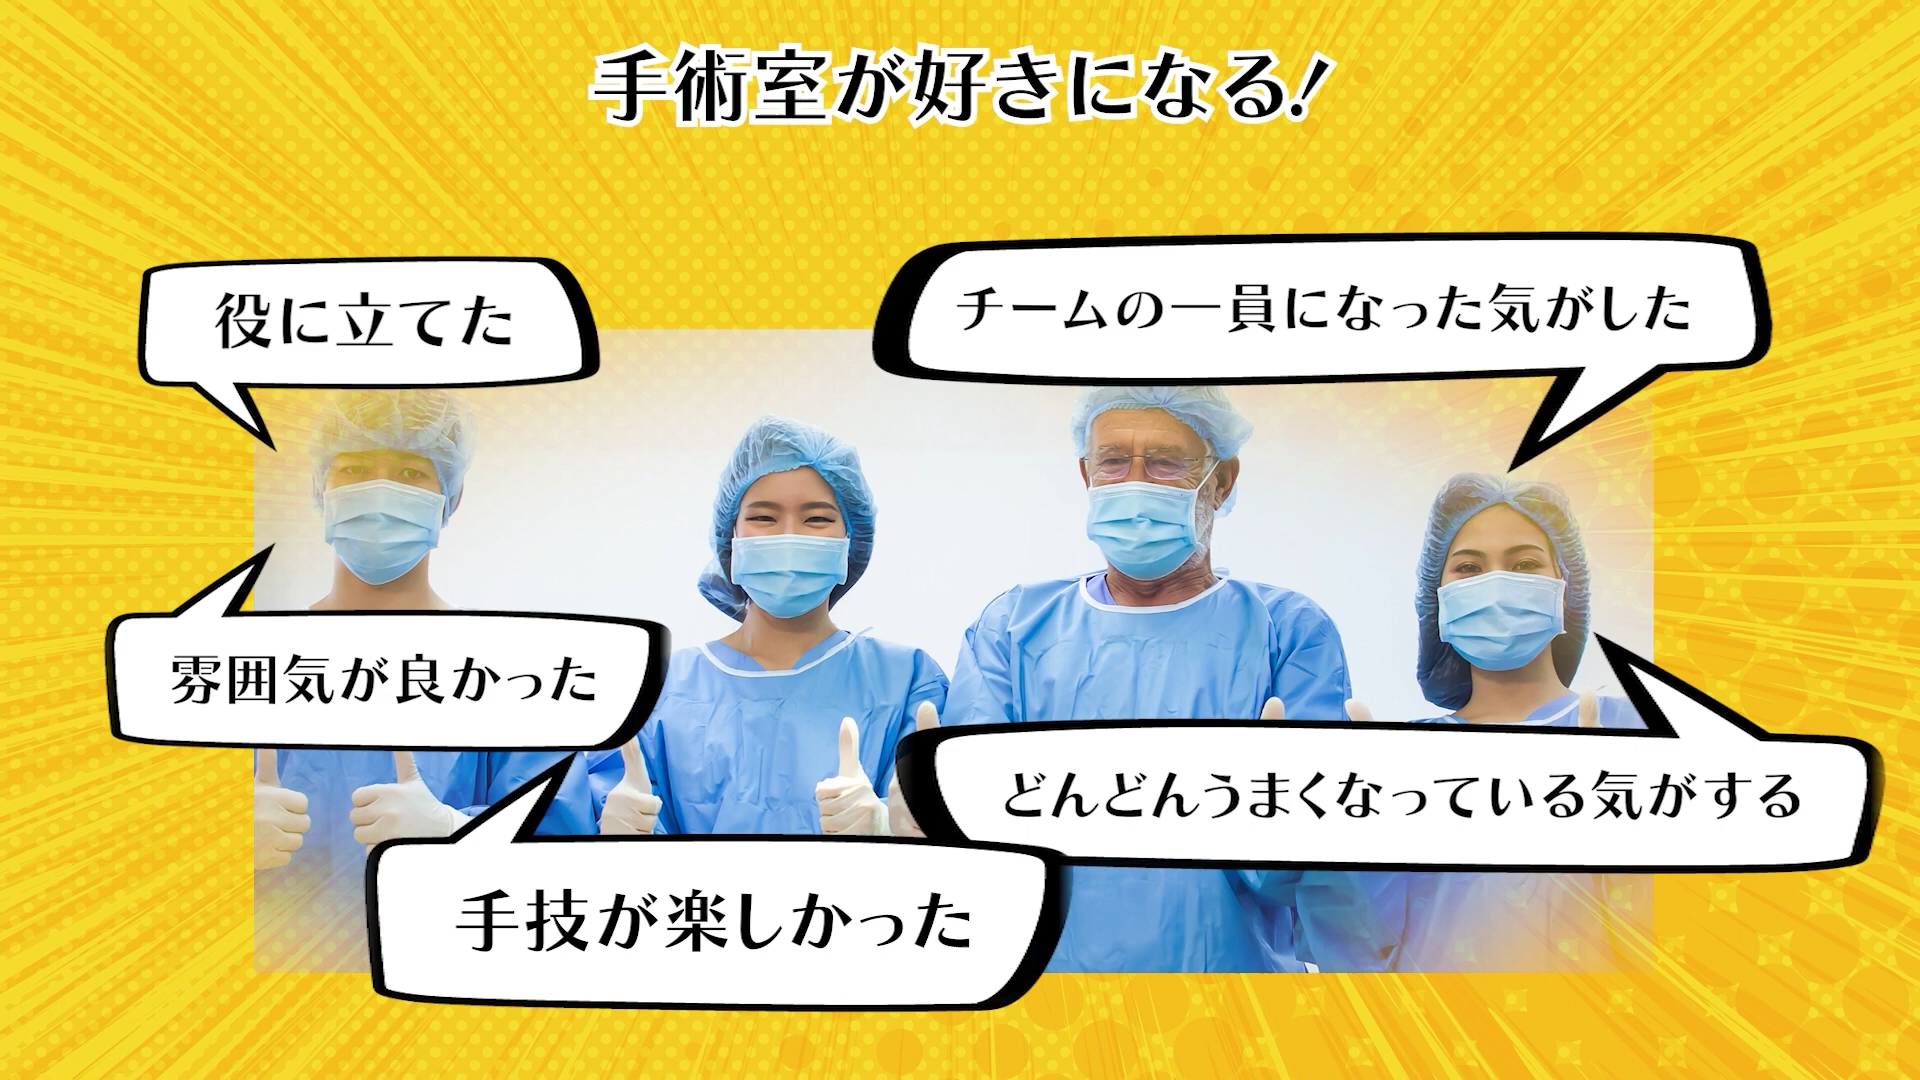 手術室が好きになる!
役に立てた
チームの一員になった気がした
雰囲気が良かった
どんどんうまくなっている気がする
手技が楽しかった